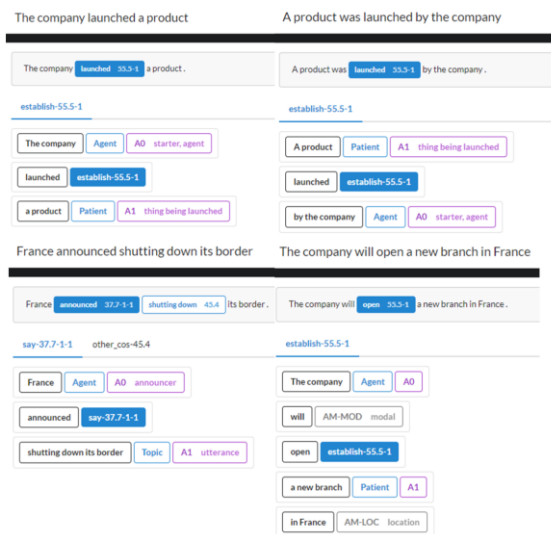 The company launched a product
The company launched 55.5-1 a product .
establish-55.5-1
The company Agent A0 starter, agent
launched establish-55.5-1
a product Patient A1 thing being launched
A product was launched by the company
A product was launched 55.5-1 by the company .
establish-55.5-1
A product Patient A1 thing being launched
launched establish-55.5-1
by the company Agent A0 starter, agent
France announced shutting down its border
France announced 37.7-1-1 shutting down 45.4 its border .
say-37.7-1-1 other_cos-45.4
France Agent A0 announcer
announced say-37.7-1-1
shutting down its border Topic A1 utterance
The company will open a new branch in France
The company will open 55.5-1 a new branch in France .
establish-55.5-1
The company Agent A0
will AM-MOD modal
open establish-55.5-1
a new branch Patient A1
in France AM-LOC location